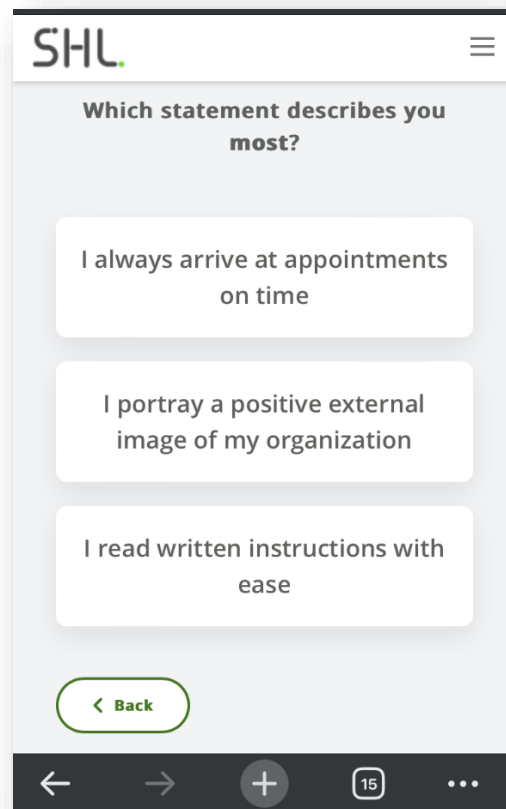 SHL.
Which statement describes you
most?
I always arrive at appointments
on time
I portray a positive external
image of my organization
I read written instructions with
ease
Back
15